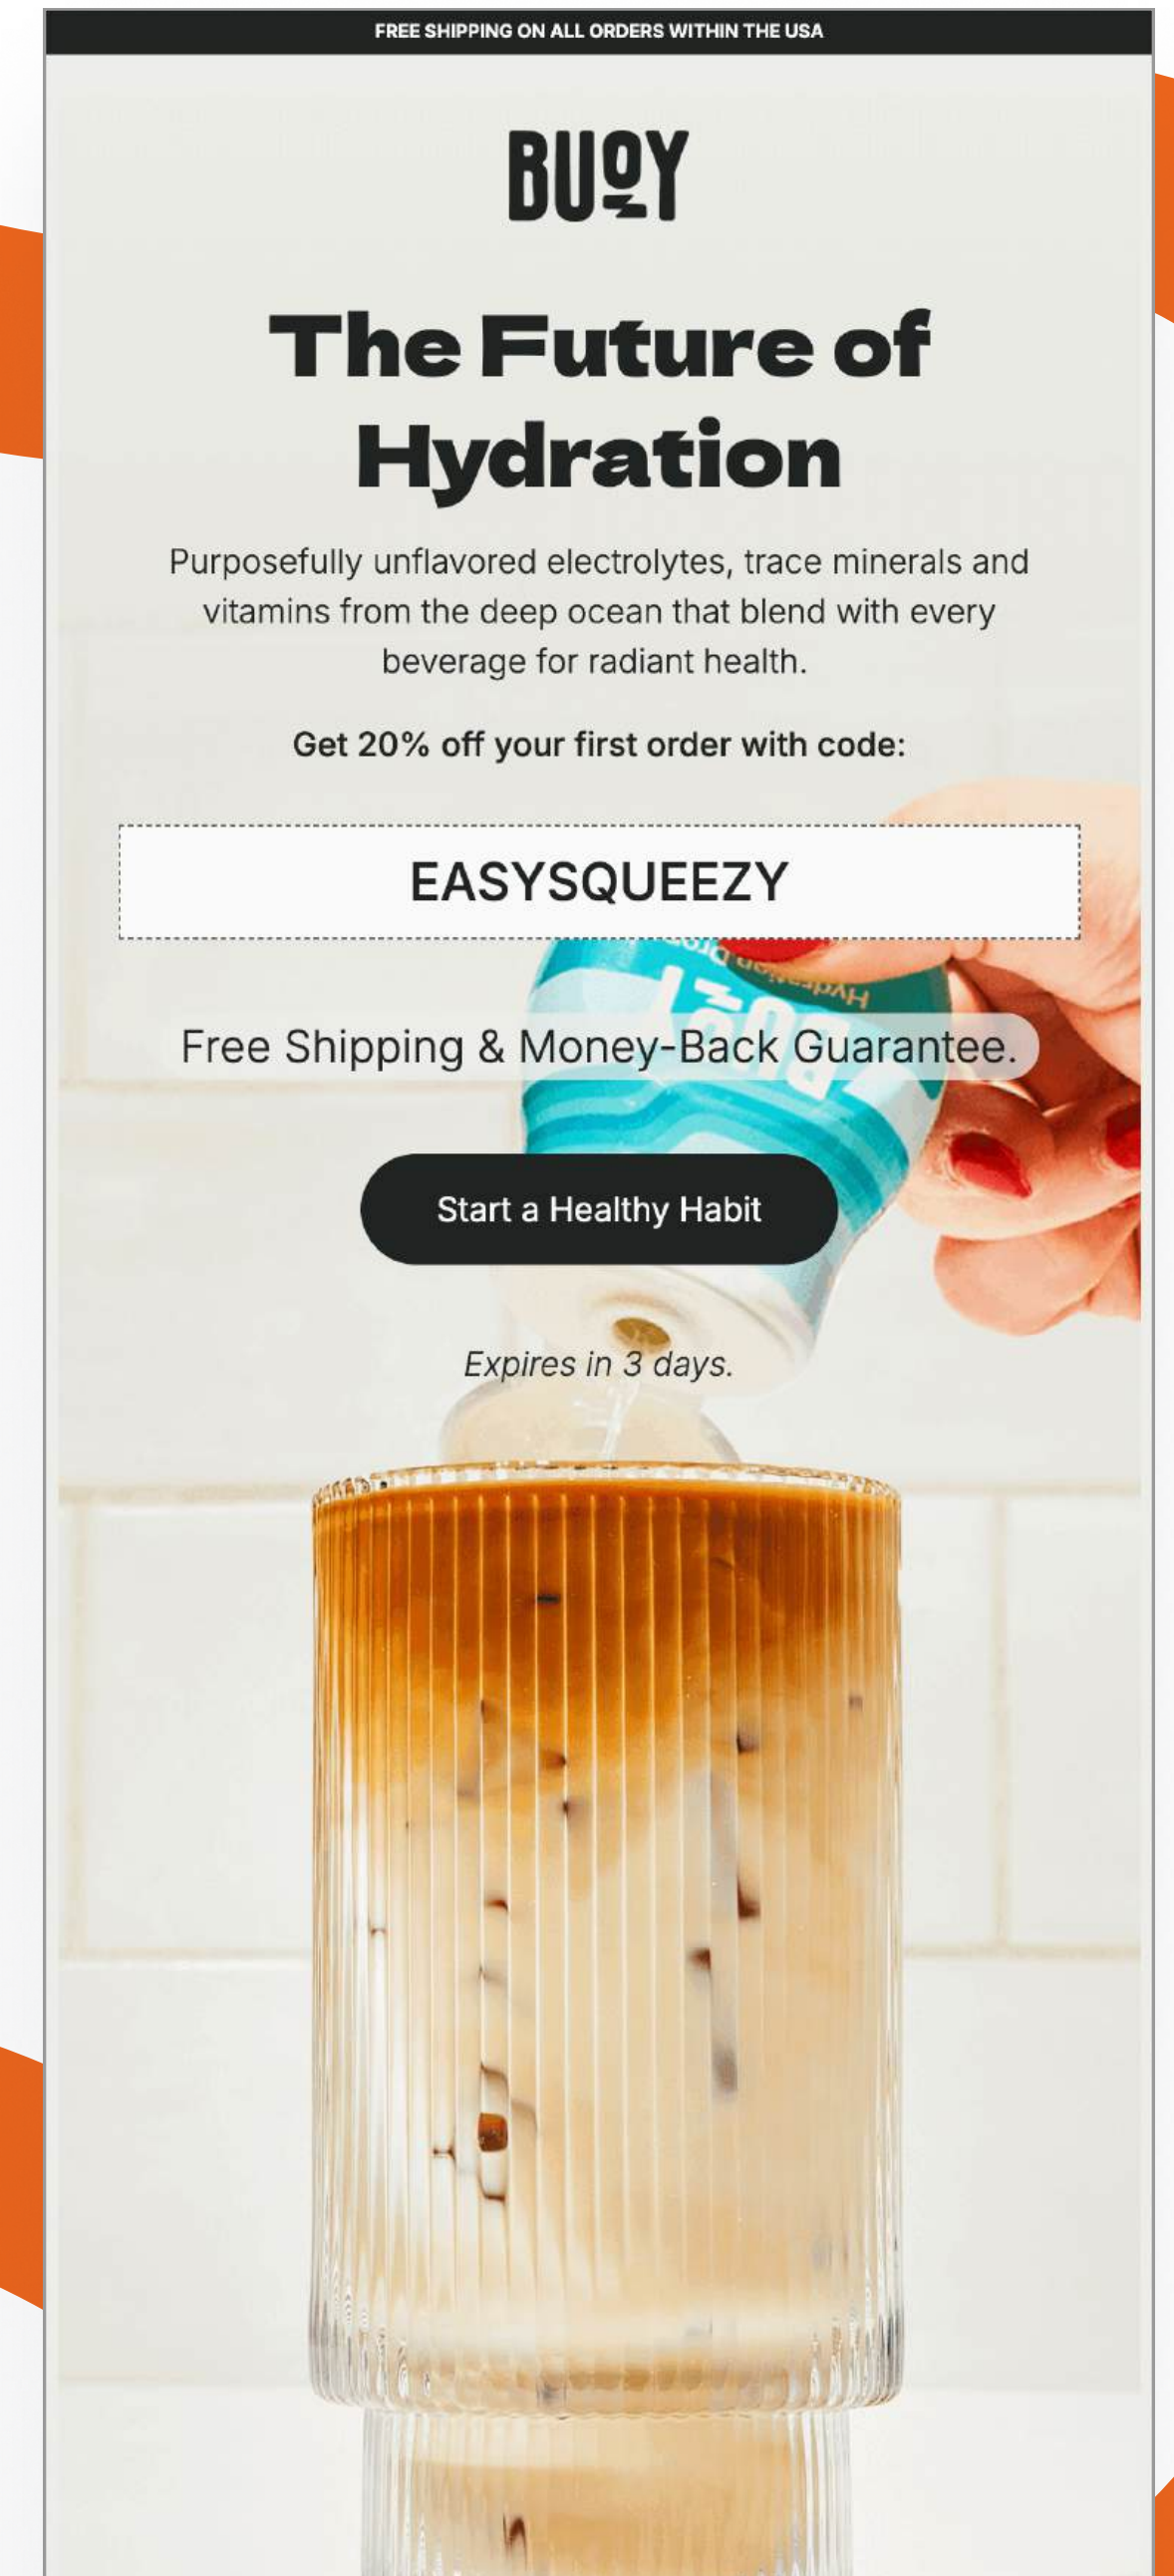 FREE SHIPPING ON ALL ORDERS WITHIN THE USA
BUOY
The Future of
Hydration
Purposefully unflavored electrolytes, trace minerals and
vitamins from the deep ocean that blend with every
beverage for radiant health.
Get 20% off your first order with code:
EASYSQUEEZY
Hydration
BUOY
Free Shipping & Money-Back Guarantee.
Start a Healthy Habit
Expires in 3 days.